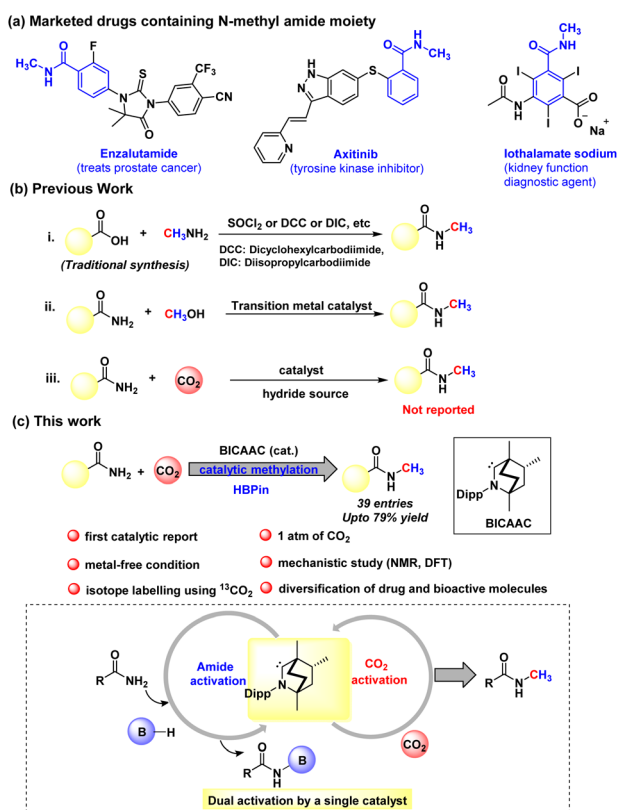 (a) Marketed drugs containing N-methyl amide moiety
H3C
N
H
O
F
N
S
N
O
CF3
CN
Enzalutamide
(treats prostate cancer)
H
N
N
S
O
N
H
CH3
N
Axitinib
(tyrosine kinase inhibitor)
O
CH3
N
H
I
I
I
O
N
H
O
O−
Na+
Iothalamate sodium
(kidney function
diagnostic agent)
(b) Previous Work
i.
O
OH
(Traditional synthesis)
+
CH3NH2
SOCl2 or DCC or DIC, etc
DCC: Dicyclohexylcarbodiimide,
DIC: Diisopropylcarbodiimide
O
N
H
CH3
ii.
O
NH2
+
CH3OH
Transition metal catalyst
O
N
H
CH3
iii.
O
NH2
+
CO2
catalyst
hydride source
O
N
H
CH3
Not reported
(c) This work
O
NH2
+
CO2
BICAAC (cat.)
catalytic methylation
HBPin
O
N
H
CH3
39 entries
Upto 79% yield
:
N
Dipp
BICAAC
first catalytic report
1 atm of CO2
metal-free condition
mechanistic study (NMR, DFT)
isotope labelling using 13CO2
diversification of drug and bioactive molecules
R
O
NH2
B
H
Amide
activation
:
N
Dipp
CO2
activation
CO2
R
O
N
H
B
R
O
N
H
CH3
Dual activation by a single catalyst